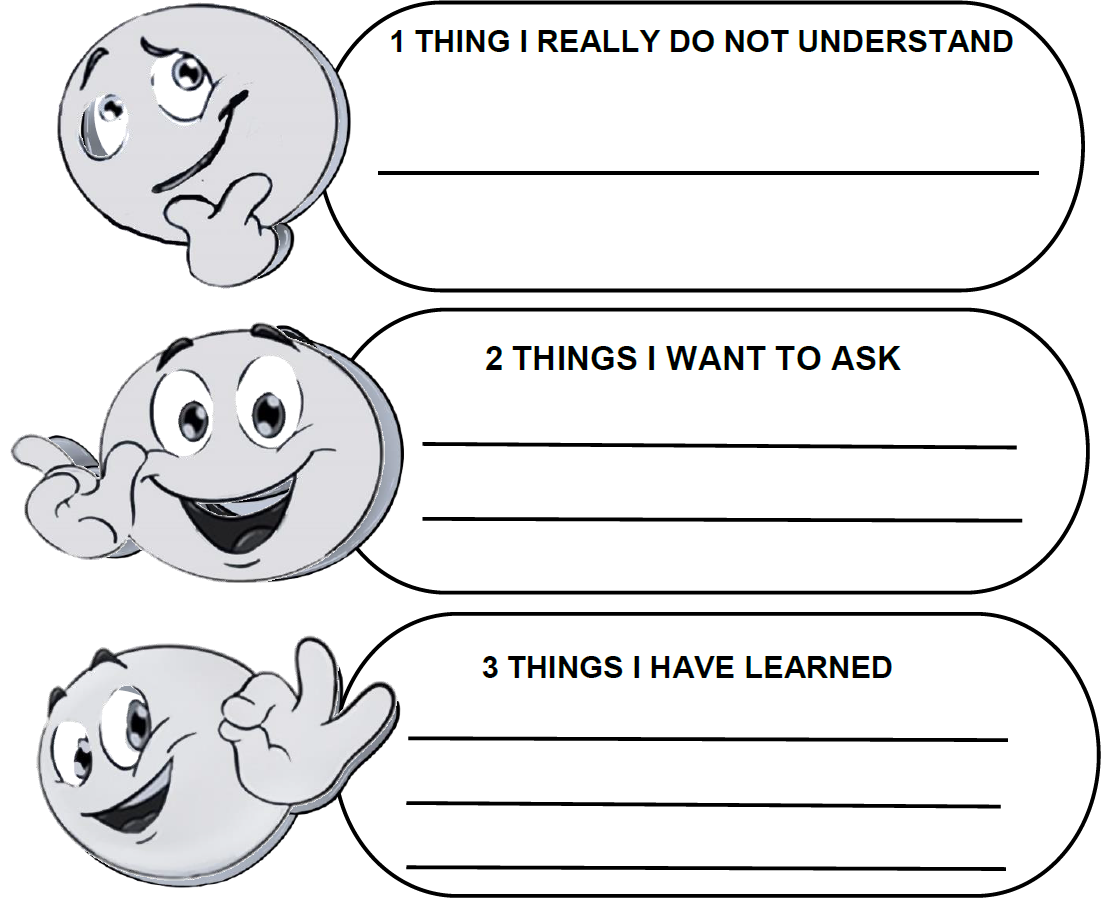 1 THING I REALLY DO NOT UNDERSTAND
2 THINGS I WANT TO ASK
3 THINGS I HAVE LEARNED